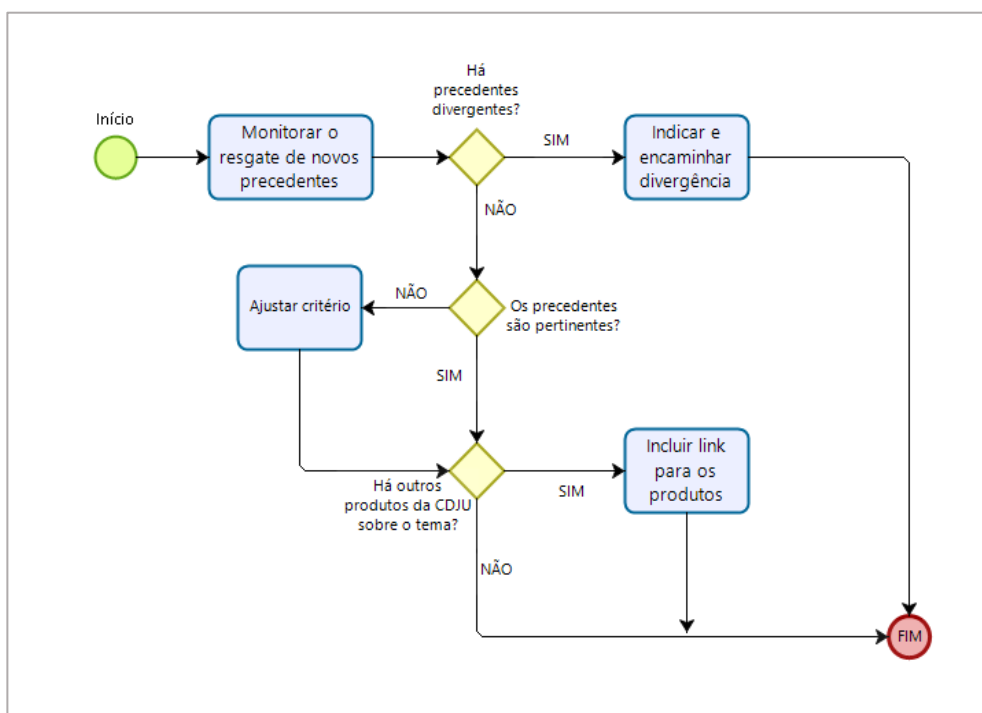 Há
precedentes
divergentes?
Início
Monitorar o
resgate de novos
precedentes
SIM
Indicar e
encaminhar
divergência
NÃO
Ajustar critério
NÃO
Os precedentes
são pertinentes?
SIM
Há outros
produtos da CDJU
sobre o tema?
SIM
Incluir link
para os
produtos
NÃO
FIM